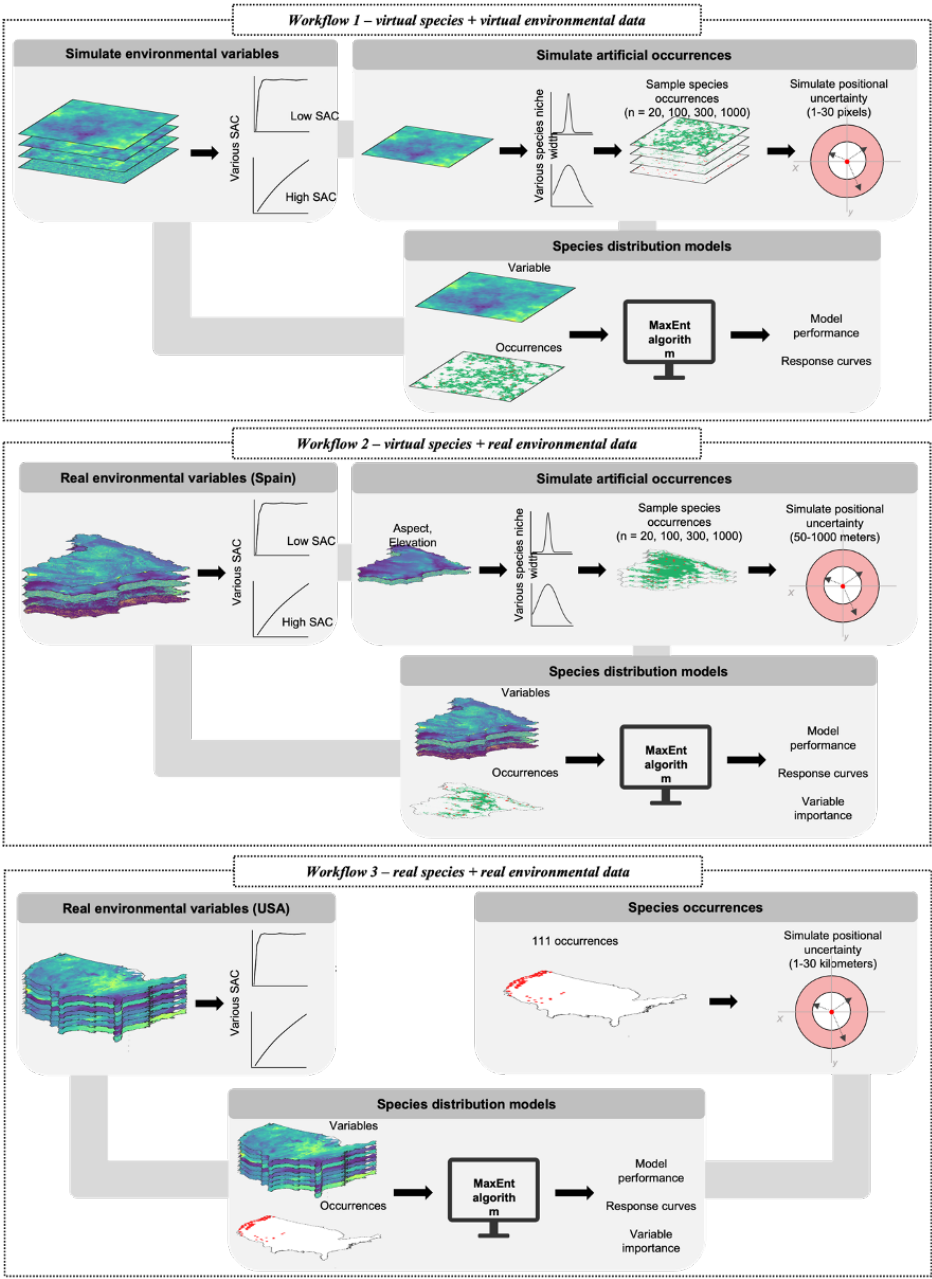 Workflow 1 – virtual species + virtual environmental data
Simulate environmental variables
Various SAC
Low SAC
High SAC
Simulate artificial occurrences
Various species niche
width
Sample species
occurrences
(n = 20, 100, 300, 1000)
Simulate positional
uncertainty
(1-30 pixels)
x
y
Species distribution models
Variable
Occurrences
MaxEnt
algorith
m
Model
performance
Response curves
Workflow 2 – virtual species + real environmental data
Real environmental variables (Spain)
Various SAC
Low SAC
High SAC
Simulate artificial occurrences
Aspect,
Elevation
Various species niche
width
Sample species
occurrences
(n = 20, 100, 300, 1000)
Simulate positional
uncertainty
(50-1000 meters)
x
y
Species distribution models
Variables
Occurrences
MaxEnt
algorith
m
Model
performance
Response curves
Variable
importance
Workflow 3 – real species + real environmental data
Real environmental variables (USA)
Various SAC
Species occurrences
111 occurrences
Simulate positional
uncertainty
(1-30 kilometers)
x
y
Species distribution models
Variables
Occurrences
MaxEnt
algorith
m
Model
performance
Response curves
Variable
importance